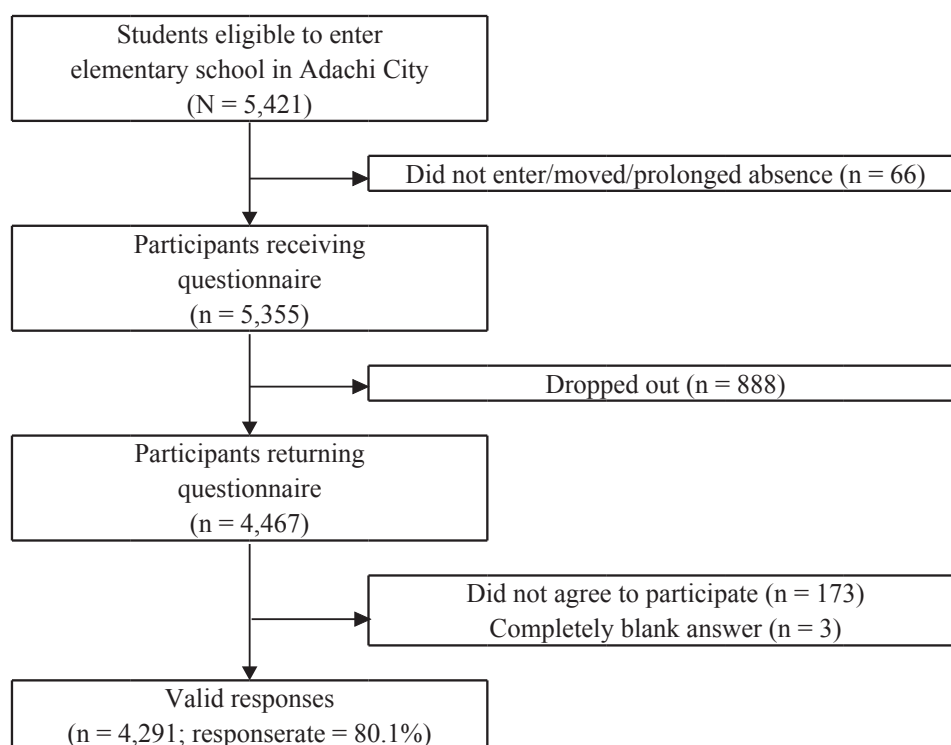 Students eligible to enter
elementary school in Adachi City
(N = 5,421)
Did not enter/moved/prolonged absence (n = 66)
Participants receiving
questionnaire
(n = 5,355)
Dropped out (n = 888)
Participants returning
questionnaire
(n = 4,467)
Did not agree to participate (n = 173)
Completely blank answer (n = 3)
Valid responses
(n = 4,291; responserate = 80.1%)